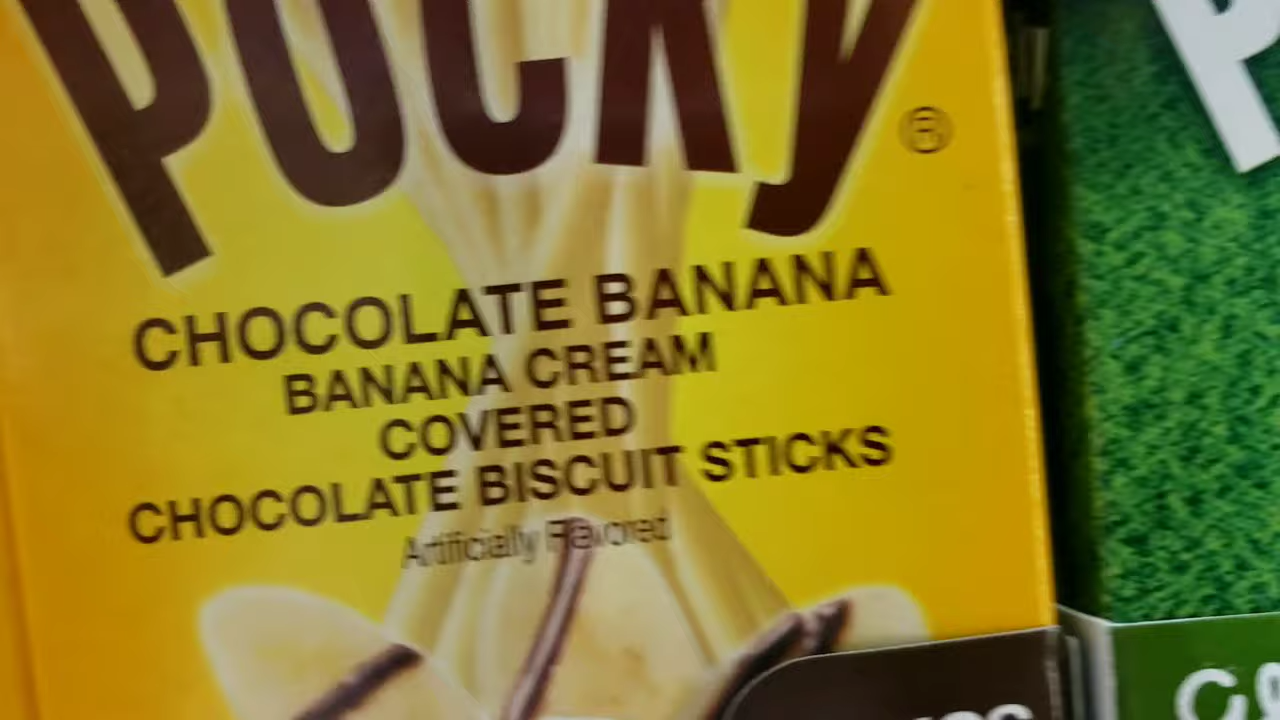 POCKY
®
CHOCOLATE BANANA
BANANA CREAM
COVERED
CHOCOLATE BISCUIT STICKS
Artificially Flavored